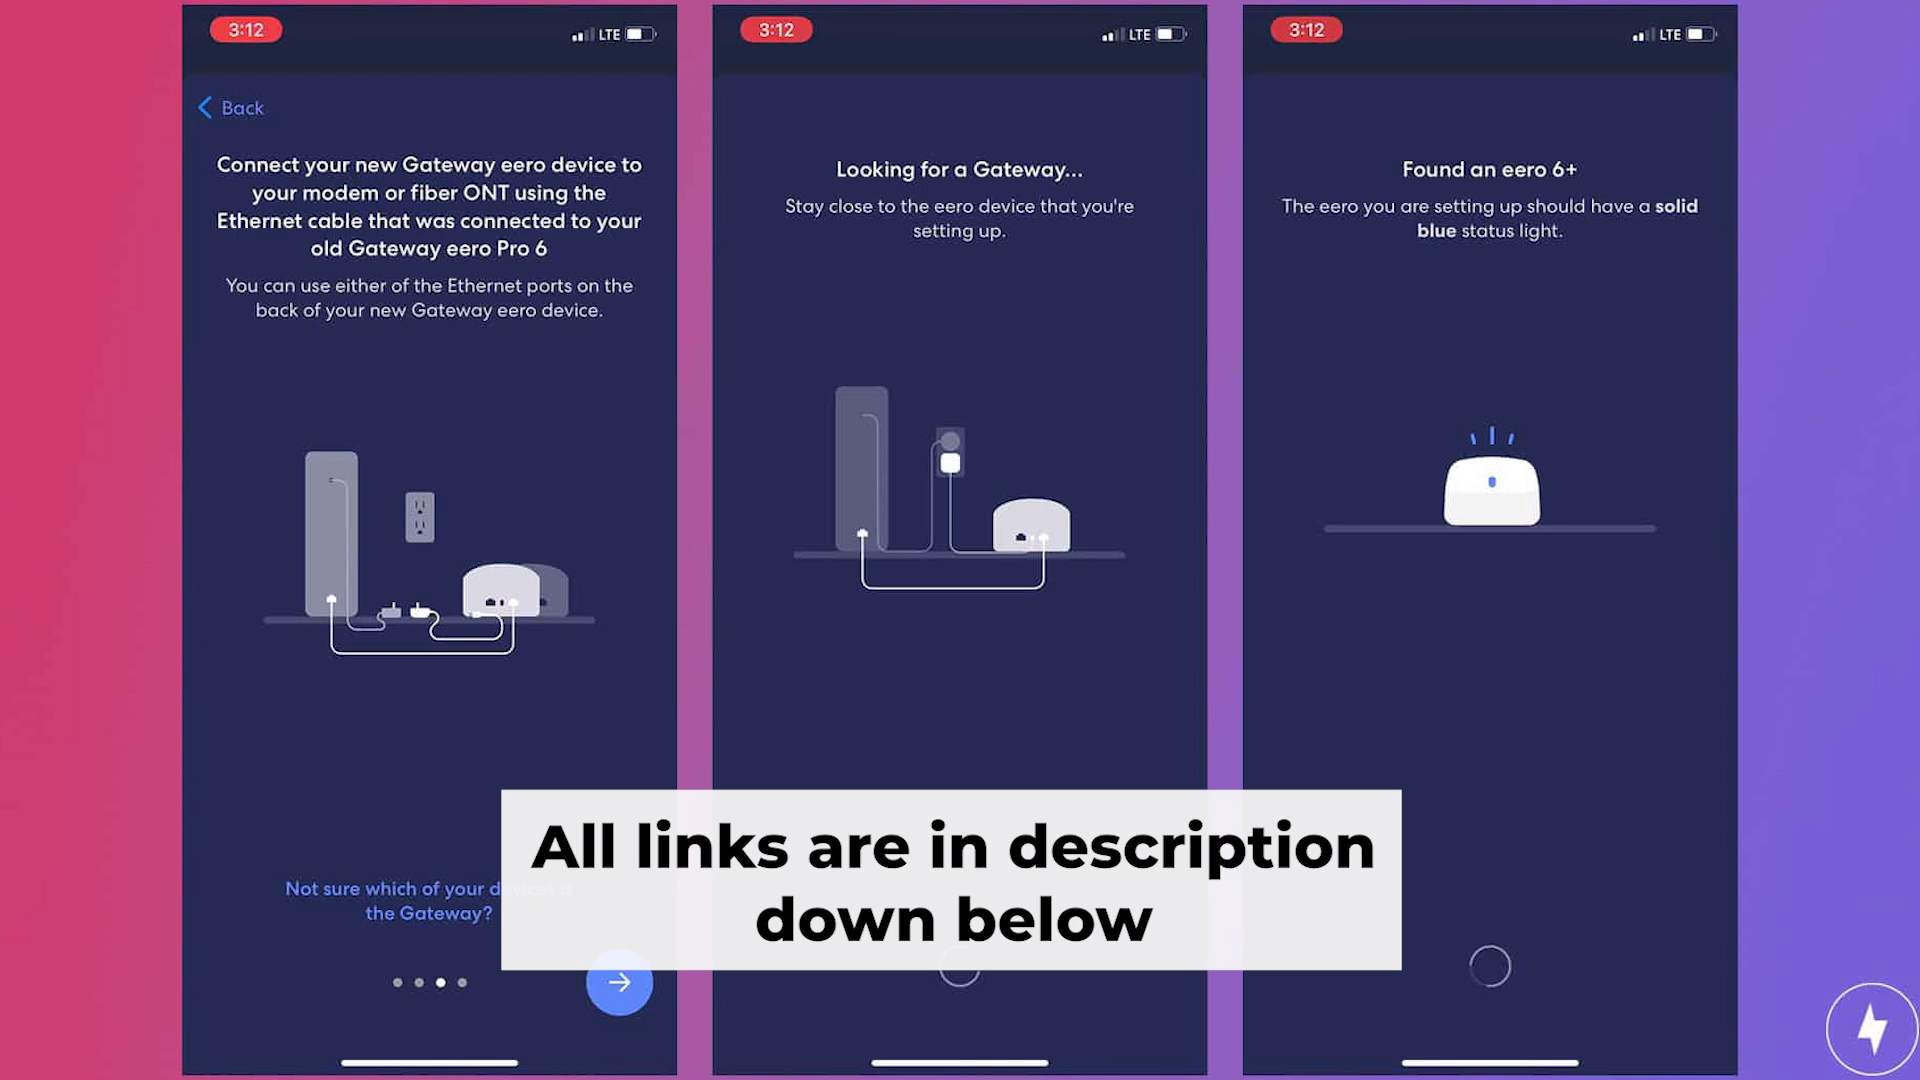 3:12
LTE
Back
Connect your new Gateway eero device to
your modem or fiber ONT using the
Ethernet cable that was connected to your
old Gateway eero Pro 6
You can use either of the Ethernet ports on the
back of your new Gateway eero device.
Not sure which of your devices is
the Gateway?
3:12
LTE
Looking for a Gateway...
Stay close to the eero device that you're
setting up.
3:12
LTE
Found an eero 6+
The eero you are setting up should have a solid
blue status light.
All links are in description
down below